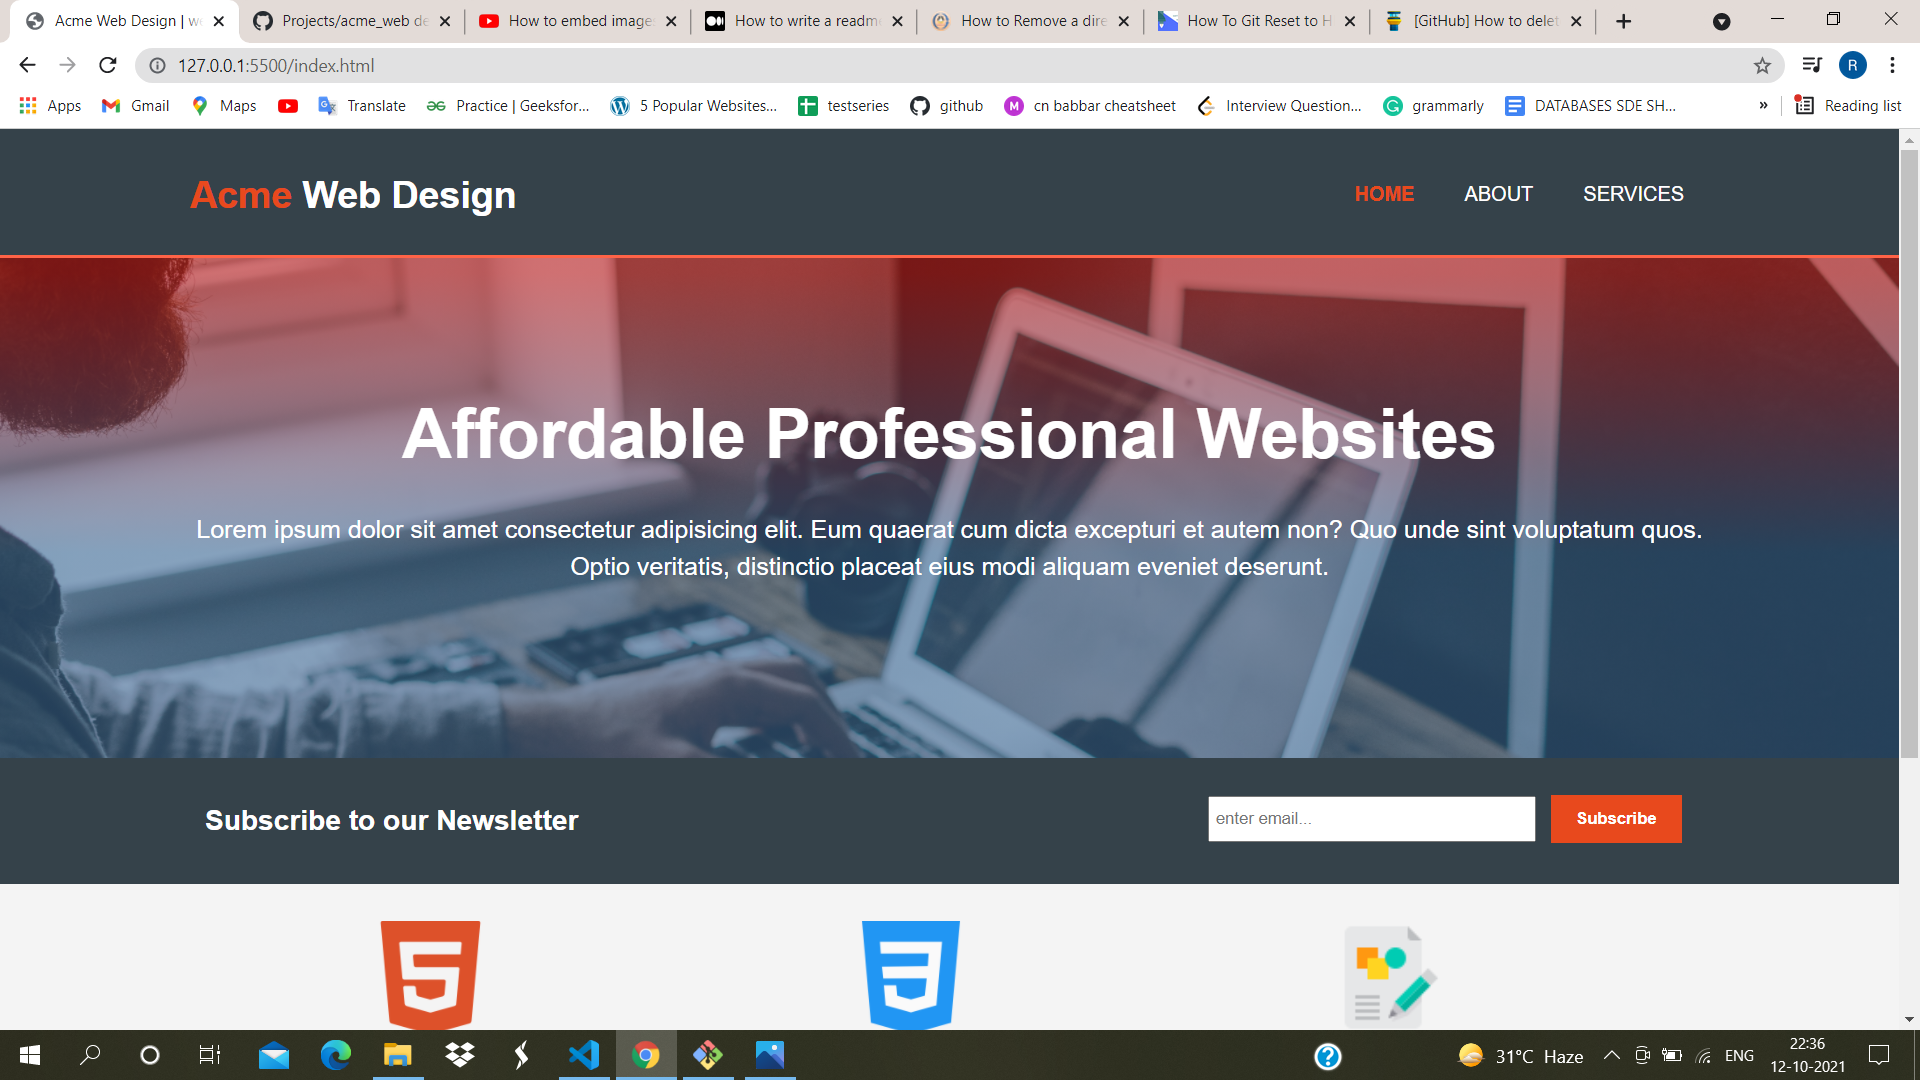 Acme Web Design | w
Projects/acme_web de
How to embed image
How to write a readm
How to Remove a dire
How To Git Reset to H
[GitHub] How to delet
127.0.0.1:5500/index.html
R
Apps
Gmail
Maps
Translate
Practice | Geeksfor...
5 Popular Websites...
testseries
github
M
cn babbar cheatsheet
Interview Question...
grammarly
DATABASES SDE SH...
»
Reading list
Acme Web Design
HOME
ABOUT
SERVICES
Affordable Professional Websites
Lorem ipsum dolor sit amet consectetur adipisicing elit. Eum quaerat cum dicta excepturi et autem non? Quo unde sint voluptatum quos.
Optio veritatis, distinctio placeat eius modi aliquam eveniet deserunt.
Subscribe to our Newsletter
enter email...
Subscribe
31°C Haze
ENG
22:36
12-10-2021